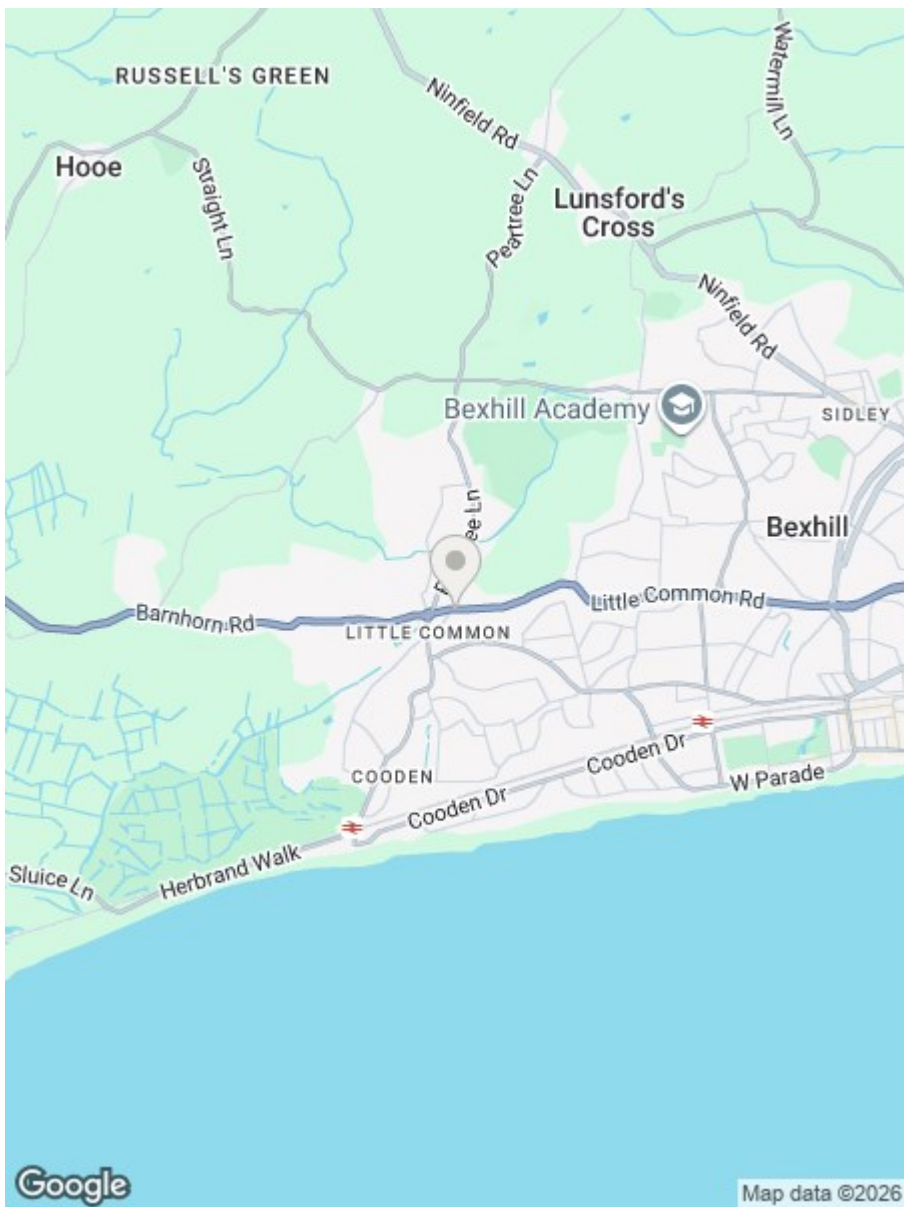 RUSSELL'S GREEN
Watermill Ln
Ninfield Rd
Hooe
Straight Ln
Peartree Ln
Lunsford's
Cross
Ninfield Rd
Bexhill Academy
SIDLEY
ee Ln
Bexhill
Barnhorn Rd
Little Common Rd
LITTLE COMMON
COODEN
Cooden Dr
W Parade
Cooden Dr
Herbrand Walk
Sluice Ln
Google
Map data ©2026